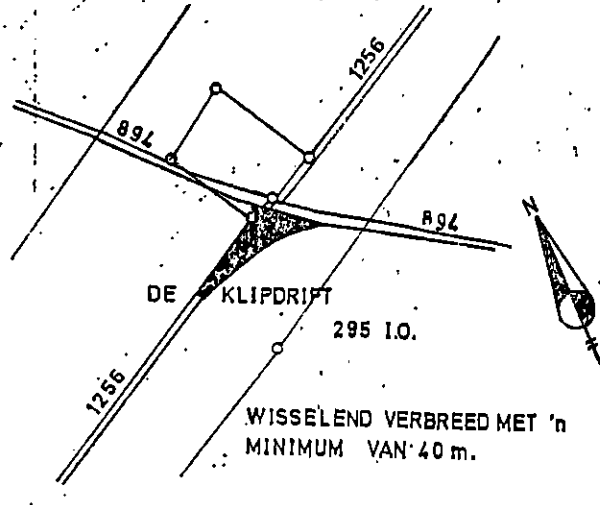 1256
894
894
N
DE KLIPDRIFT
295 I.O.
1256
WISSELEND VERBREED MET 'n
MINIMUM VAN 40 m.